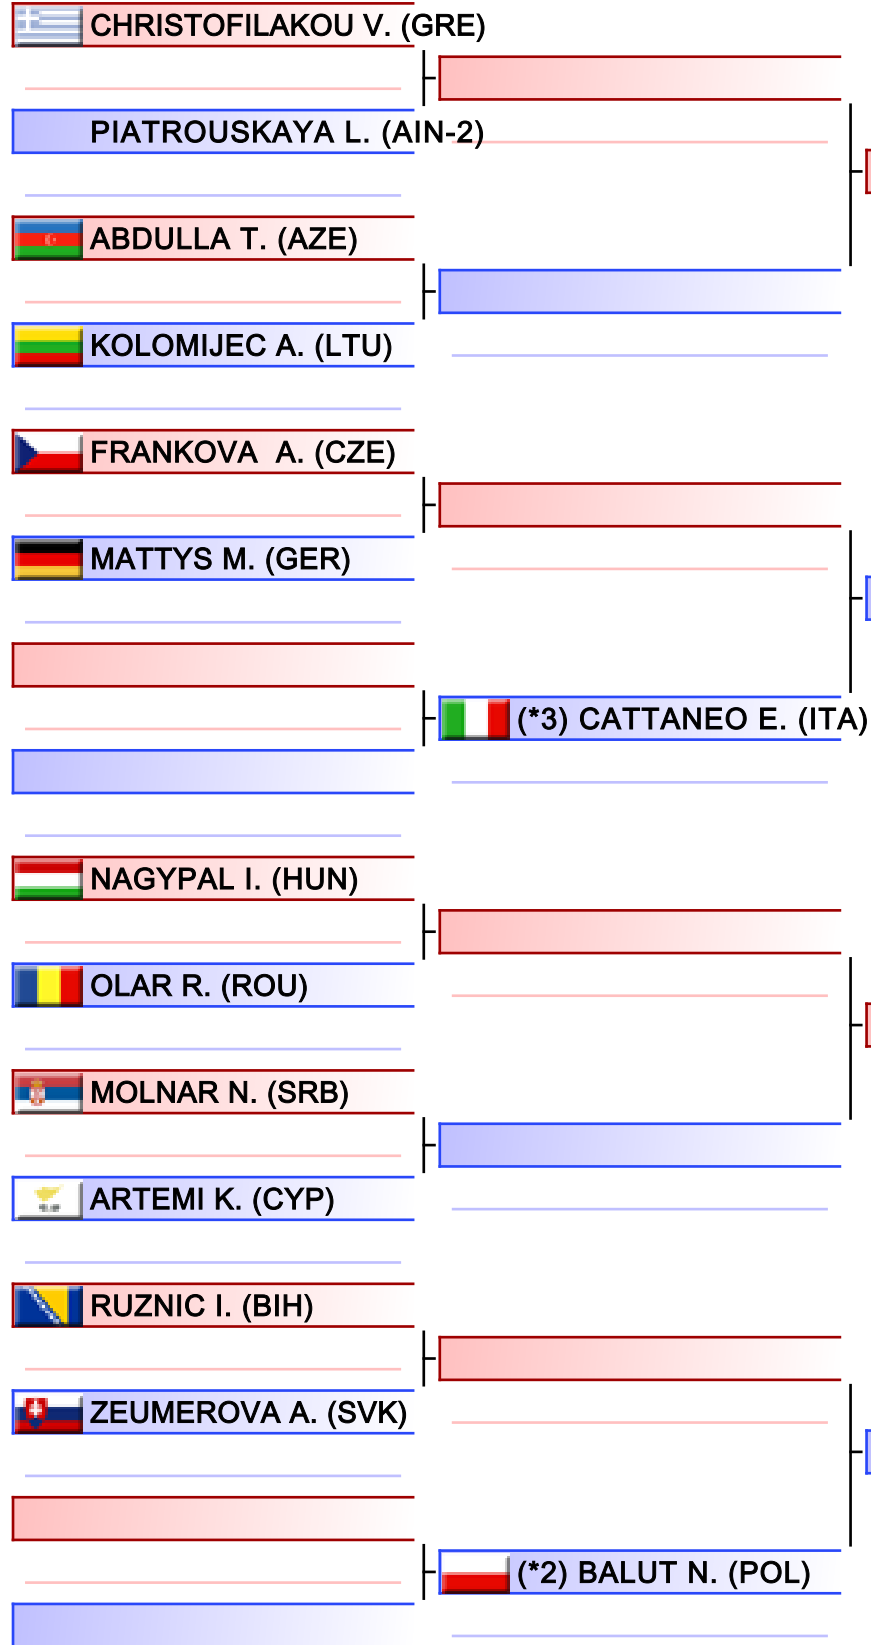 CHRISTOFILAKOU V. (GRE)
PIATROUSKAYA L. (AIN-2)
ABDULLA T. (AZE)
KOLOMIJEC A. (LTU)
FRANKOVA  A. (CZE)
MATTYS M. (GER)
(*3) CATTANEO E. (ITA)
NAGYPAL I. (HUN)
OLAR R. (ROU)
MOLNAR N. (SRB)
ARTEMI K. (CYP)
RUZNIC I. (BIH)
ZEUMEROVA A. (SVK)
(*2) BALUT N. (POL)